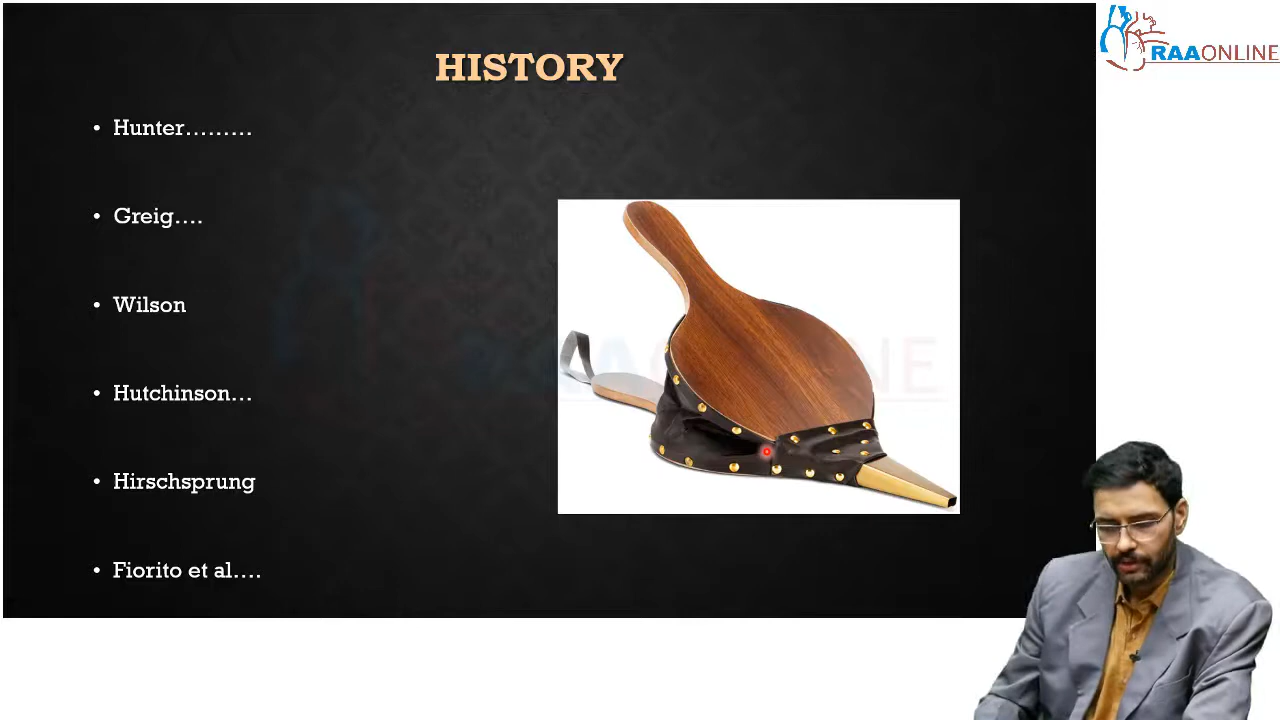 RAAONLINE
HISTORY
• Hunter………
• Greig….
• Wilson
• Hutchinson…
• Hirschsprung
• Fiorito et al….